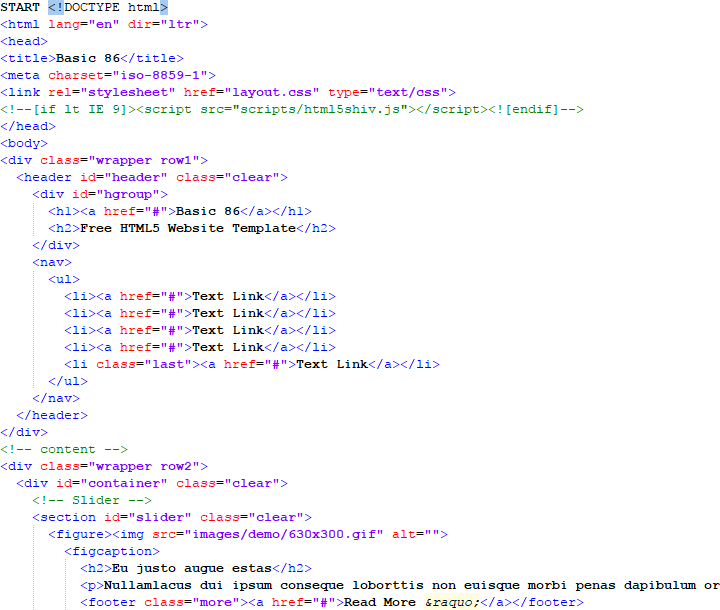 START <!DOCTYPE html>
<html lang="en" dir="ltr">
<head>
<title>Basic 86</title>
<meta charset="iso-8859-1">
<link rel="stylesheet" href="layout.css" type="text/css">
<!--[if lt IE 9]><script src="scripts/html5shiv.js"></script><![endif]-->
</head>
<body>
<div class="wrapper row1">
  <header id="header" class="clear">
    <div id="hgroup">
      <h1><a href="#">Basic 86</a></h1>
      <h2>Free HTML5 Website Template</h2>
    </div>
    <nav>
      <ul>
        <li><a href="#">Text Link</a></li>
        <li><a href="#">Text Link</a></li>
        <li><a href="#">Text Link</a></li>
        <li><a href="#">Text Link</a></li>
        <li class="last"><a href="#">Text Link</a></li>
      </ul>
    </nav>
  </header>
</div>
<!-- content -->
<div class="wrapper row2">
  <div id="container" class="clear">
    <!-- Slider -->
    <section id="slider" class="clear">
      <figure><img src="images/demo/630x300.gif" alt="">
        <figcaption>
          <h2>Eu justo augue estas</h2>
          <p>Nullamlacus dui ipsum conseque loborttis non euisque morbi penas dapibulum or
          <footer class="more"><a href="#">Read More &raquo;</a></footer>